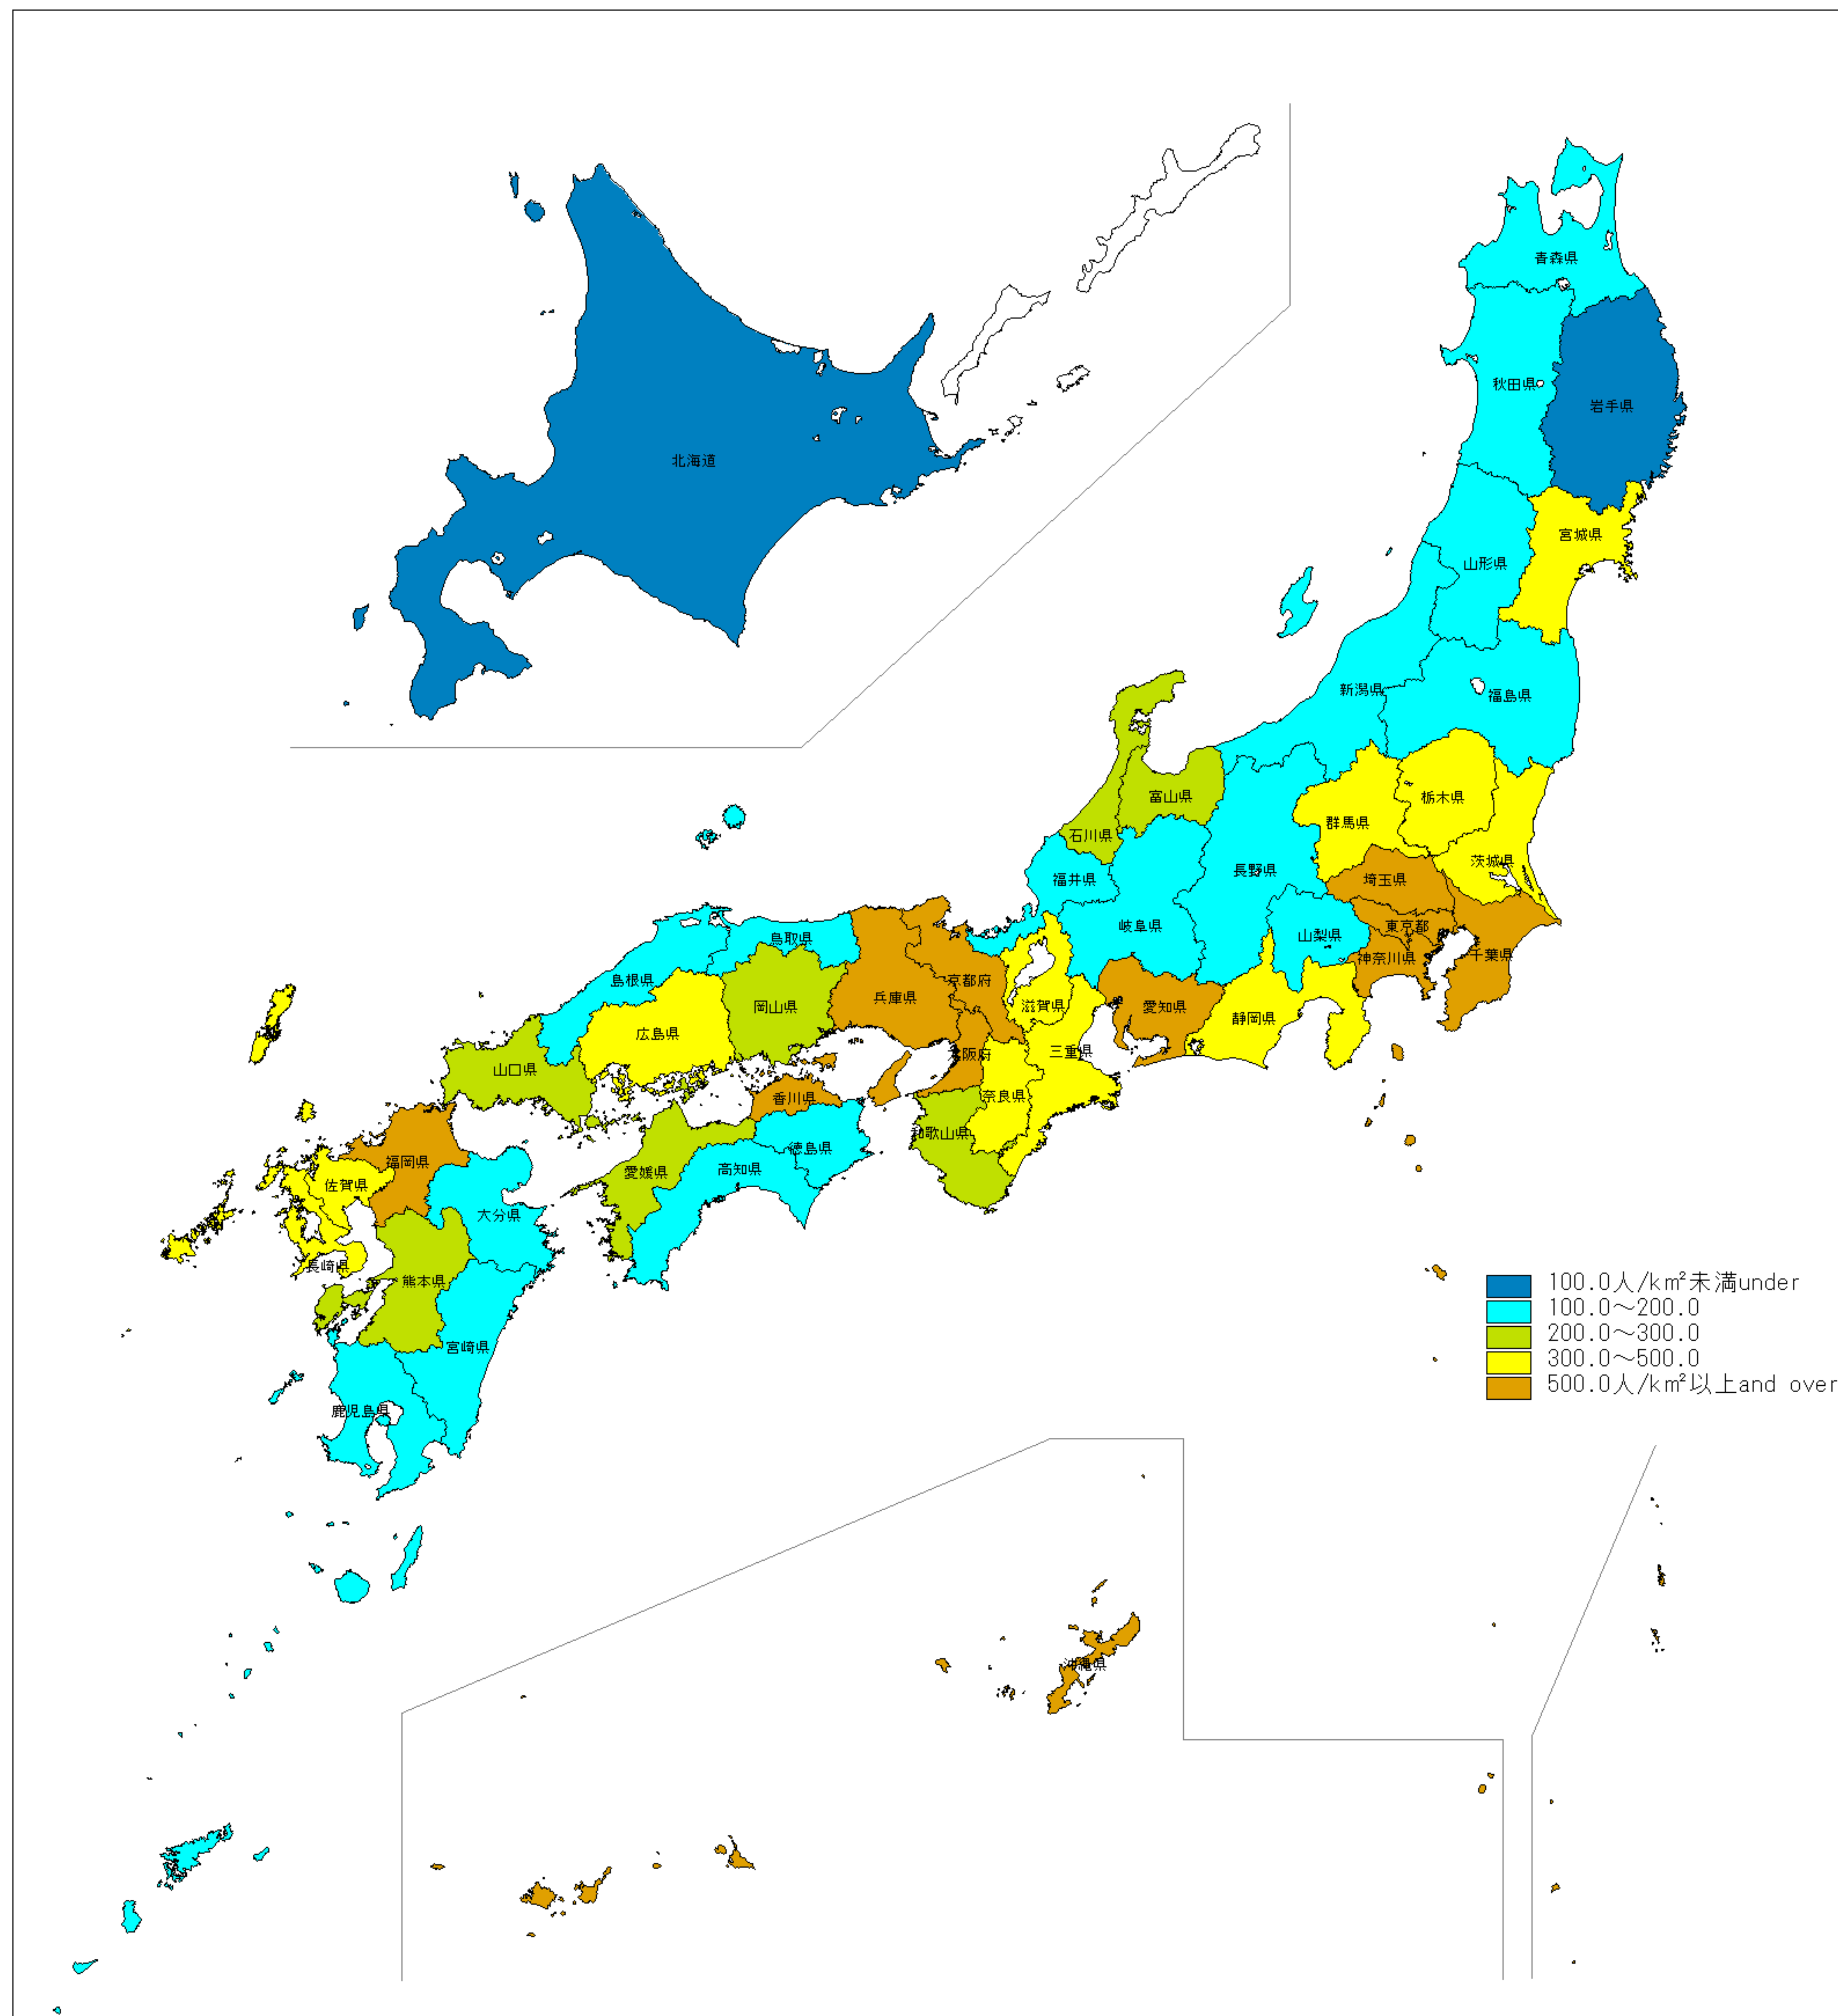 青森県
秋田県
岩手県
北海道
宮城県
山形県
新潟県
福島県
富山県
栃木県
群馬県
石川県
茨城県
長野県
埼玉県
福井県
岐阜県
山梨県
東京都
鳥取県
神奈川県
千葉県
島根県
京都府
兵庫県
滋賀県
愛知県
岡山県
静岡県
広島県
三重県
大阪府
山口県
香川県
奈良県
和歌山県
徳島県
福岡県
高知県
愛媛県
佐賀県
大分県
長崎県
熊本県
宮崎県
鹿児島県
沖縄県
100.0人/km²未満under
100.0～200.0
200.0～300.0
300.0～500.0
500.0人/km²以上and over